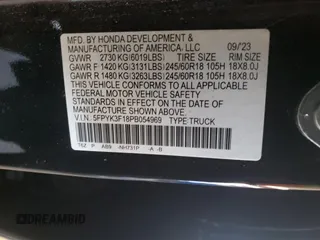 MFD. BY HONDA DEVELOPMENT &
MANUFACTURING OF AMERICA, LLC 09/'23
GVWR 2730 KG(6019LBS) TIRE SIZE RIM SIZE
GAWR F 1420 KG(3131LBS) 245/60R18 105H 18X8.0J
GAWR R 1480 KG(3263LBS) 245/60R18 105H 18X8.0J
THIS VEHICLE CONFORMS TO ALL APPLICABLE
FEDERAL MOTOR VEHICLE SAFETY
STANDARDS IN EFFECT ON THE DATE OF
MANUFACTURE SHOWN ABOVE.
V.I.N. 5FPYK3F18PB054969 TYPE TRUCK
P AB9 NH731P -A -B
DREAMBID